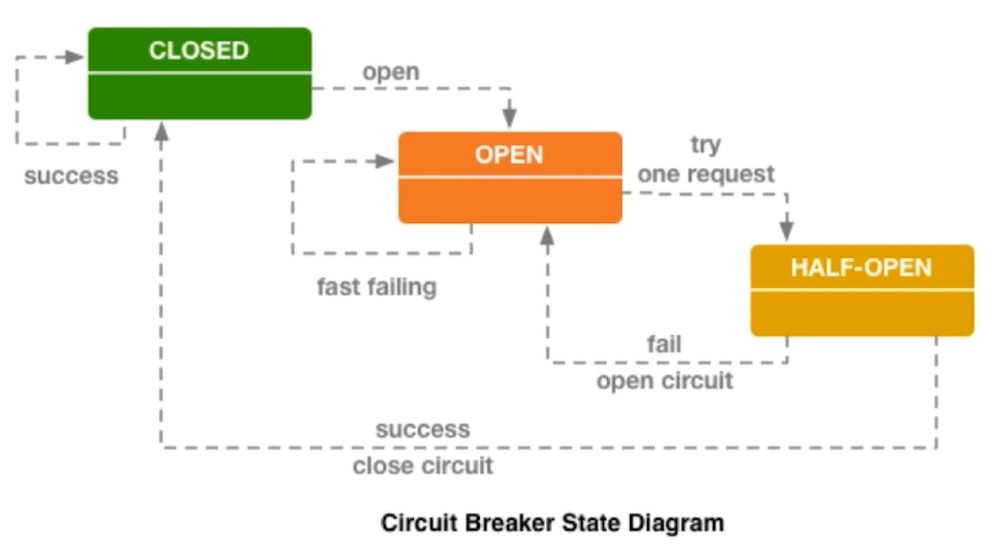 CLOSED
open
success
OPEN
try
one request
fast failing
HALF-OPEN
fail
open circuit
success
close circuit
Circuit Breaker State Diagram